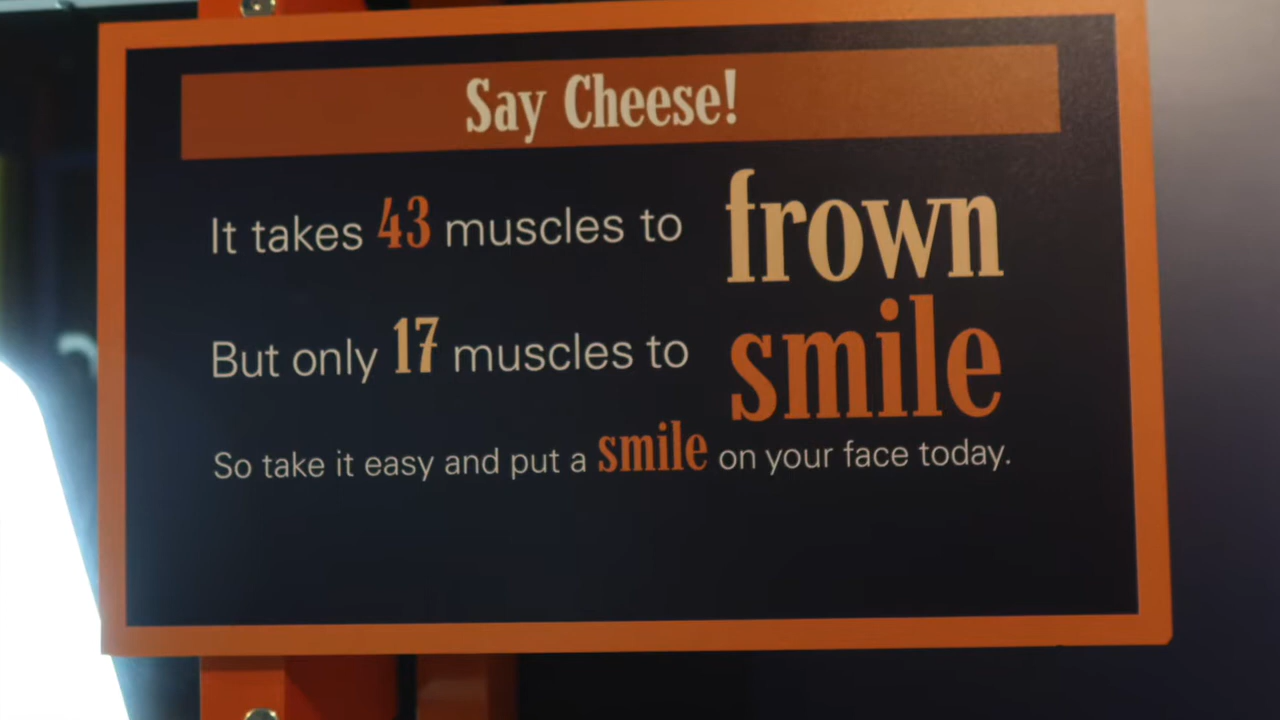 Say Cheese!
It takes 43 muscles to frown
But only 17 muscles to smile
So take it easy and put a smile on your face today.